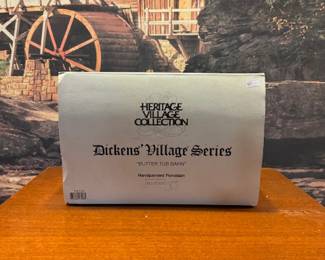 HERITAGE
VILLAGE
COLLECTION
Dickens' Village Series
"BUTTER TUB BARN"
Handpainted Porcelain